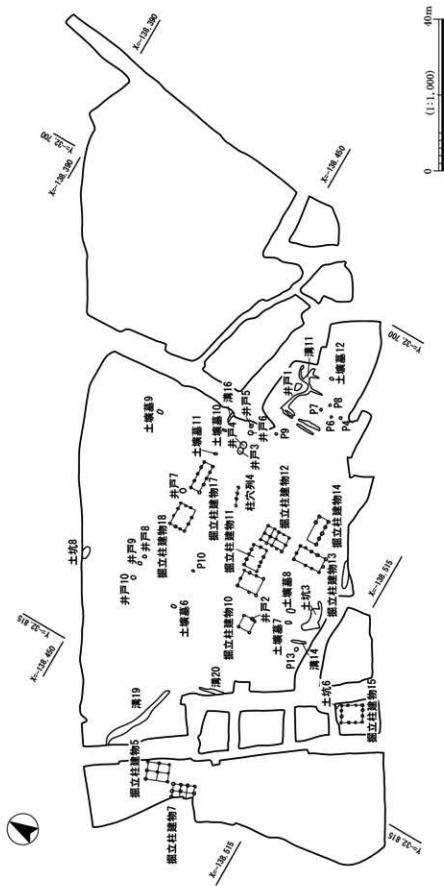 X=-138,390
Y=-32,700
X=-138,390
X=-138,450
Y=-32,700
0
40m
(1:1,000)
土壙墓9
土壙墓11
土壙墓10
溝16
井戸4
井戸5
井戸3
井戸6
P9
井戸1
溝11
P7
P6
P8
P4
土壙墓12
井戸7
掘立柱建物17
掘立柱建物18
柱穴列4
土坑8
井戸9
井戸8
井戸10
P10
掘立柱建物11
掘立柱建物12
掘立柱建物10
掘立柱建物13
掘立柱建物14
土壙墓6
井戸2
土壙墓7
土壙墓8
土坑3
P13
溝14
X=-138,515
Y=-32,815
X=-138,450
溝19
溝20
土坑6
掘立柱建物15
掘立柱建物5
掘立柱建物7
X=-138,515
Y=-32,815